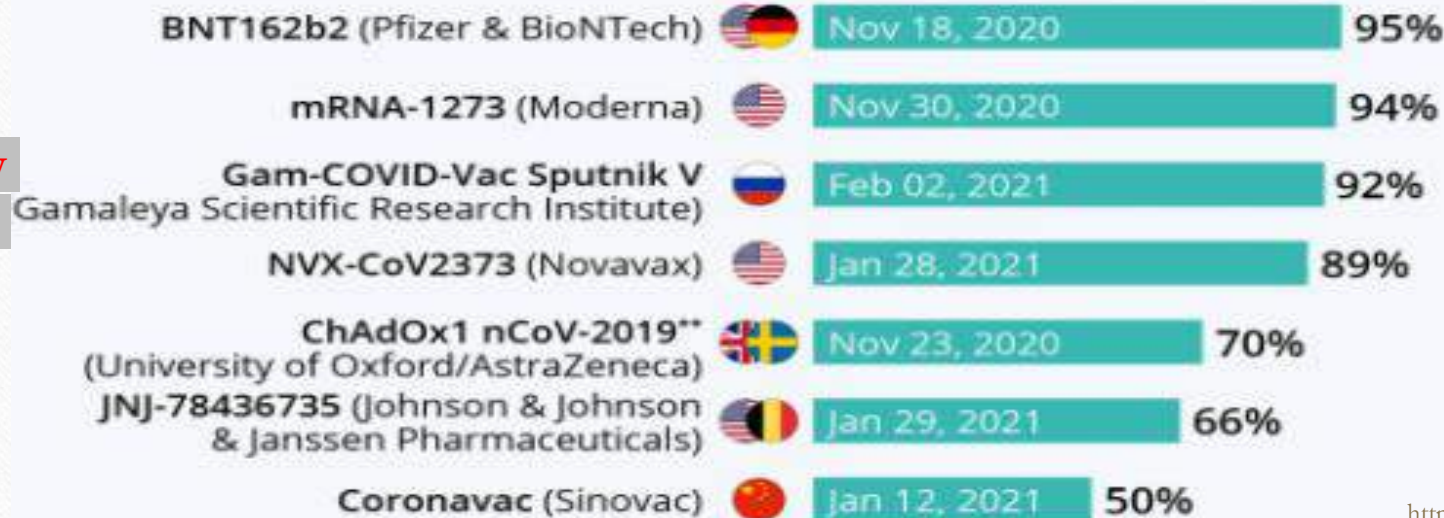 BNT162b2 (Pfizer & BioNTech) Nov 18, 2020 95%
mRNA-1273 (Moderna) Nov 30, 2020 94%
Gam-COVID-Vac Sputnik V
Gamaleya Scientific Research Institute) Feb 02, 2021 92%
NVX-CoV2373 (Novavax) Jan 28, 2021 89%
ChAdOx1 nCoV-2019**
(University of Oxford/AstraZeneca) Nov 23, 2020 70%
JNJ-78436735 (Johnson & Johnson
& Janssen Pharmaceuticals) Jan 29, 2021 66%
Coronavac (Sinovac) Jan 12, 2021 50%